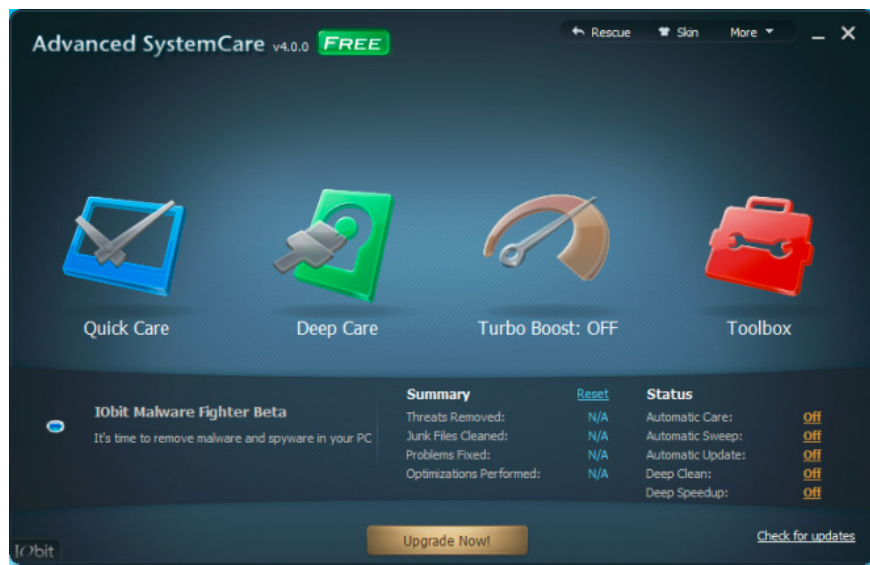 Advanced SystemCare v4.0.0 FREE
Rescue Skin More
Quick Care Deep Care Turbo Boost: OFF Toolbox
IObit Malware Fighter Beta
It's time to remove malware and spyware in your PC
Summary Reset
Threats Removed: N/A
Junk Files Cleaned: N/A
Problems Fixed: N/A
Optimizations Performed: N/A
Status
Automatic Care: Off
Automatic Sweep: Off
Automatic Update: Off
Deep Clean: Off
Deep Speedup: Off
IObit
Upgrade Now!
Check for updates